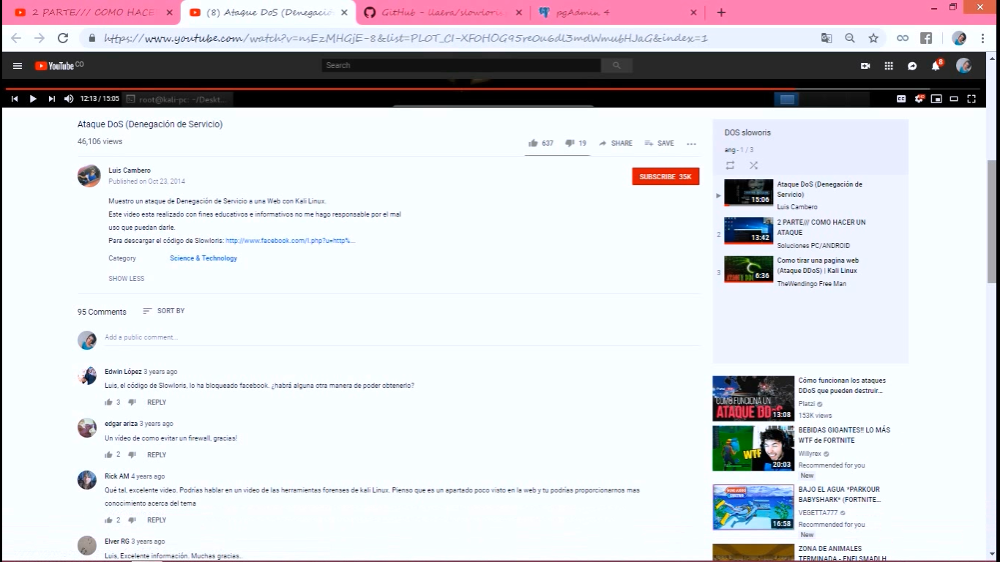 2 PARTE/// COMO HACE
(8) Ataque DoS (Denegació
GitHub - llaera/slowloris
pgAdmin 4
https://www.youtube.com/watch?v=nsEzMHGjE-8&list=PLOT_CI-XFOHOG95re0u6dl3mdWmubHJaG&index=1
YouTube CO
Search
8
12:13 / 15:05
root@kali-pc: ~/Deskt...
CC
HD
Ataque DoS (Denegación de Servicio)
46,106 views
637
19
SHARE
SAVE
Luis Cambero
Published on Oct 23, 2014
SUBSCRIBE 35K
Muestro un ataque de Denegación de Servicio a una Web con Kali Linux.
Este video esta realizado con fines educativos e informativos no me hago responsable por el mal
uso que puedan darle.
Para descargar el código de Slowloris: http://www.facebook.com/l.php?u=http%...
Category
Science & Technology
SHOW LESS
95 Comments
SORT BY
Add a public comment...
Edwin López 3 years ago
Luis, el código de Slowloris, lo ha bloqueado facebook. ¿habrá alguna otra manera de poder obtenerlo?
3
REPLY
edgar ariza 3 years ago
Un vídeo de como evitar un firewall, gracias!
2
REPLY
Rick AM 4 years ago
Qué tal, excelente video. Podrías hablar en un video de las herramientas forenses de kali Linux. Pienso que es un apartado poco visto en la web y tu podrías proporcionarnos mas
conocimiento acerca del tema
2
REPLY
Elver RG 3 years ago
Luis, Excelente información. Muchas gracias..
DOS sloworis
ang - 1 / 3
15:06
Ataque DoS (Denegación de
Servicio)
Luis Cambero
2
13:42
2 PARTE/// COMO HACER UN
ATAQUE
Soluciones PC/ANDROID
3
6:36
Como tirar una pagina web
(Ataque DDoS) | Kali Linux
TheWendingo Free Man
COMO FUNCIONA UN
ATAQUE DDoS
13:08
Cómo funcionan los ataques
DDoS que pueden destruir...
Platzi
153K views
WTF
20:03
BEBIDAS GIGANTES!! LO MÁS
WTF de FORTNITE
Willyrex
Recommended for you
New
16:58
BAJO EL AGUA *PARKOUR
BABYSHARK* (FORTNITE...
VEGETTA777
Recommended for you
New
ZONA DE ANIMALES